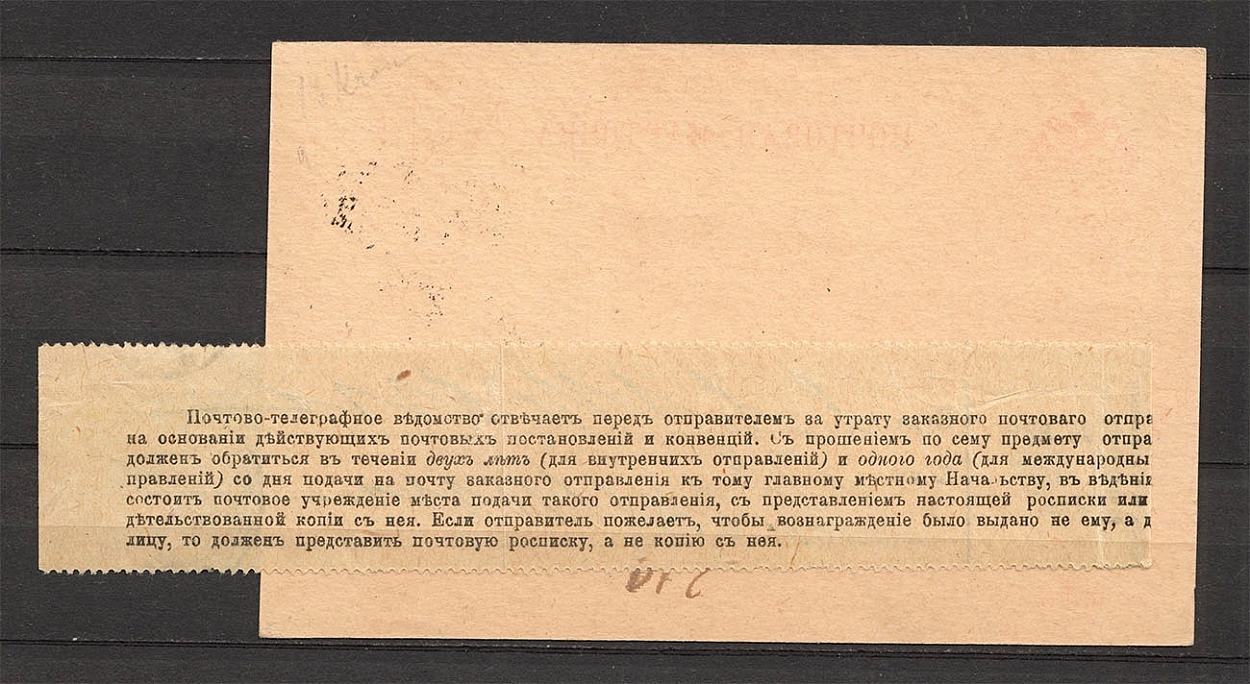 Почтово-телеграфное вѣдомство отвѣчаетъ передъ отправителемъ за утрату заказного почтоваго отпра
на основаніи дѣйствующихъ почтовыхъ постановленій и конвенцій. Съ прошеніемъ по сему предмету отпра
долженъ обратиться въ теченіи двухъ лѣтъ (для внутреннихъ отправленій) и одного года (для международны
правленій) со дня подачи на почту заказного отправленія къ тому главному мѣстному Начальству, въ вѣдѣніи
состоитъ почтовое учрежденіе мѣста подачи такого отправленія, съ представленіемъ настоящей росписки или
дѣтельствованной копіи съ нея. Если отправитель пожелаетъ, чтобы вознагражденіе было выдано не ему, а д
лицу, то долженъ представить почтовую росписку, а не копію съ нея.